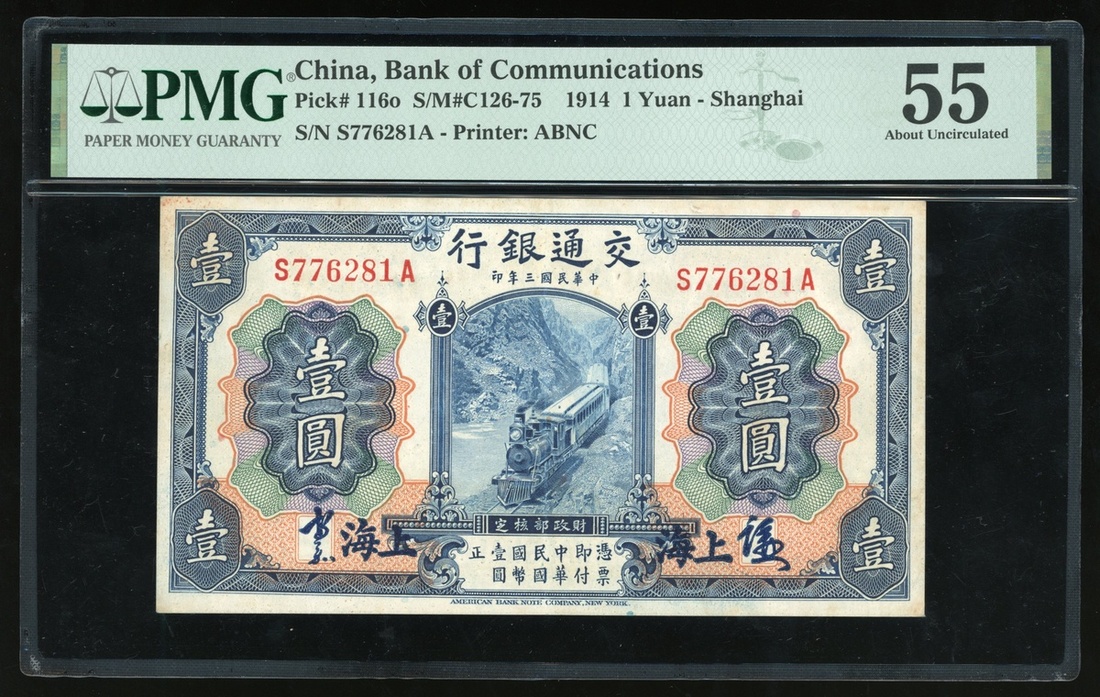 PMG®
PAPER MONEY GUARANTY
China, Bank of Communications
Pick# 116o S/M#C126-75 1914 1 Yuan - Shanghai
S/N S776281A - Printer: ABNC
55
About Uncirculated
壹
壹
行銀通交
印年三國民華中
S776281A
S776281A
壹
壹
壹圓
壹圓
定核部政財
海上
海上
壹
壹
正壹國民中即憑
圓幣國華付票
AMERICAN BANK NOTE COMPANY, NEW YORK.